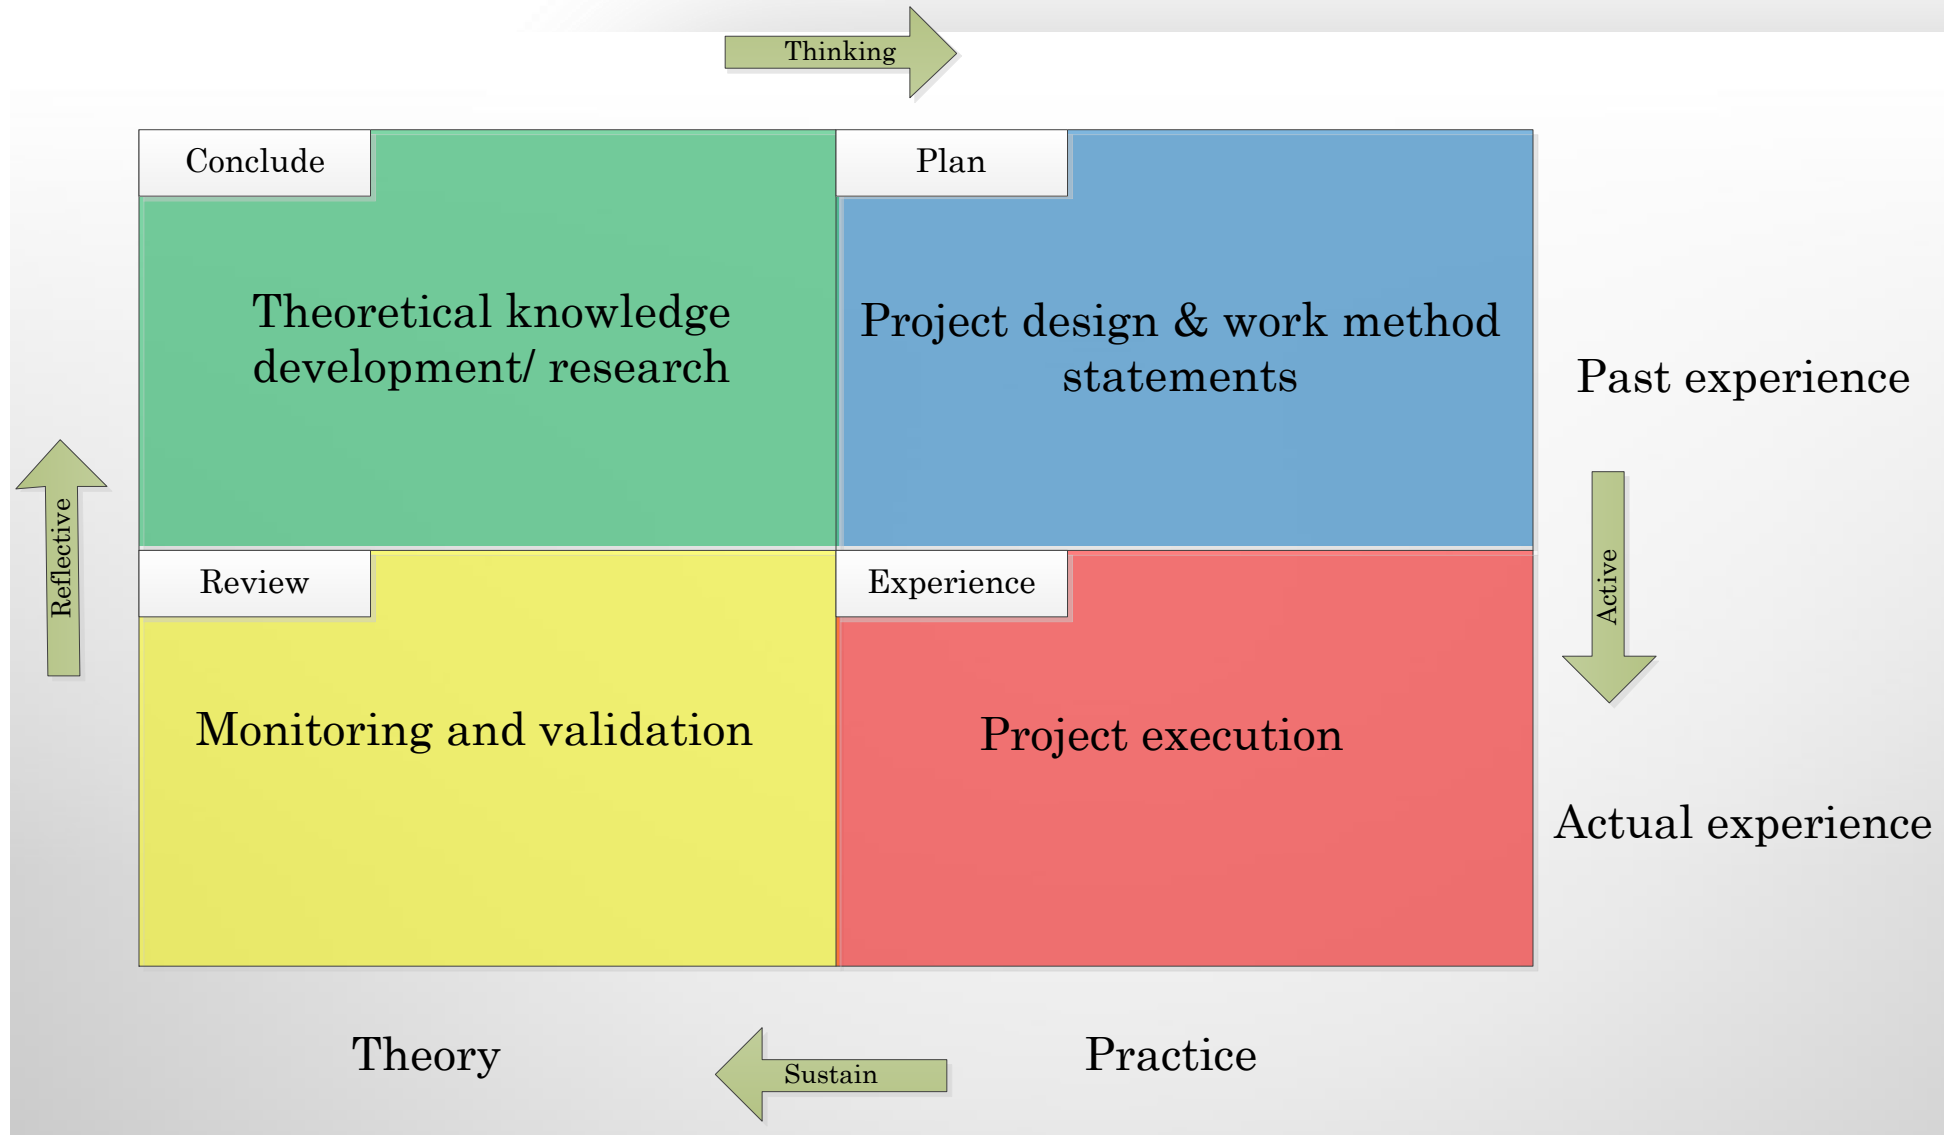 Thinking
Conclude
Plan
Theoretical knowledge
development/ research
Project design & work method
statements
Past experience
Reflective
Active
Review
Experience
Monitoring and validation
Project execution
Actual experience
Theory
Sustain
Practice